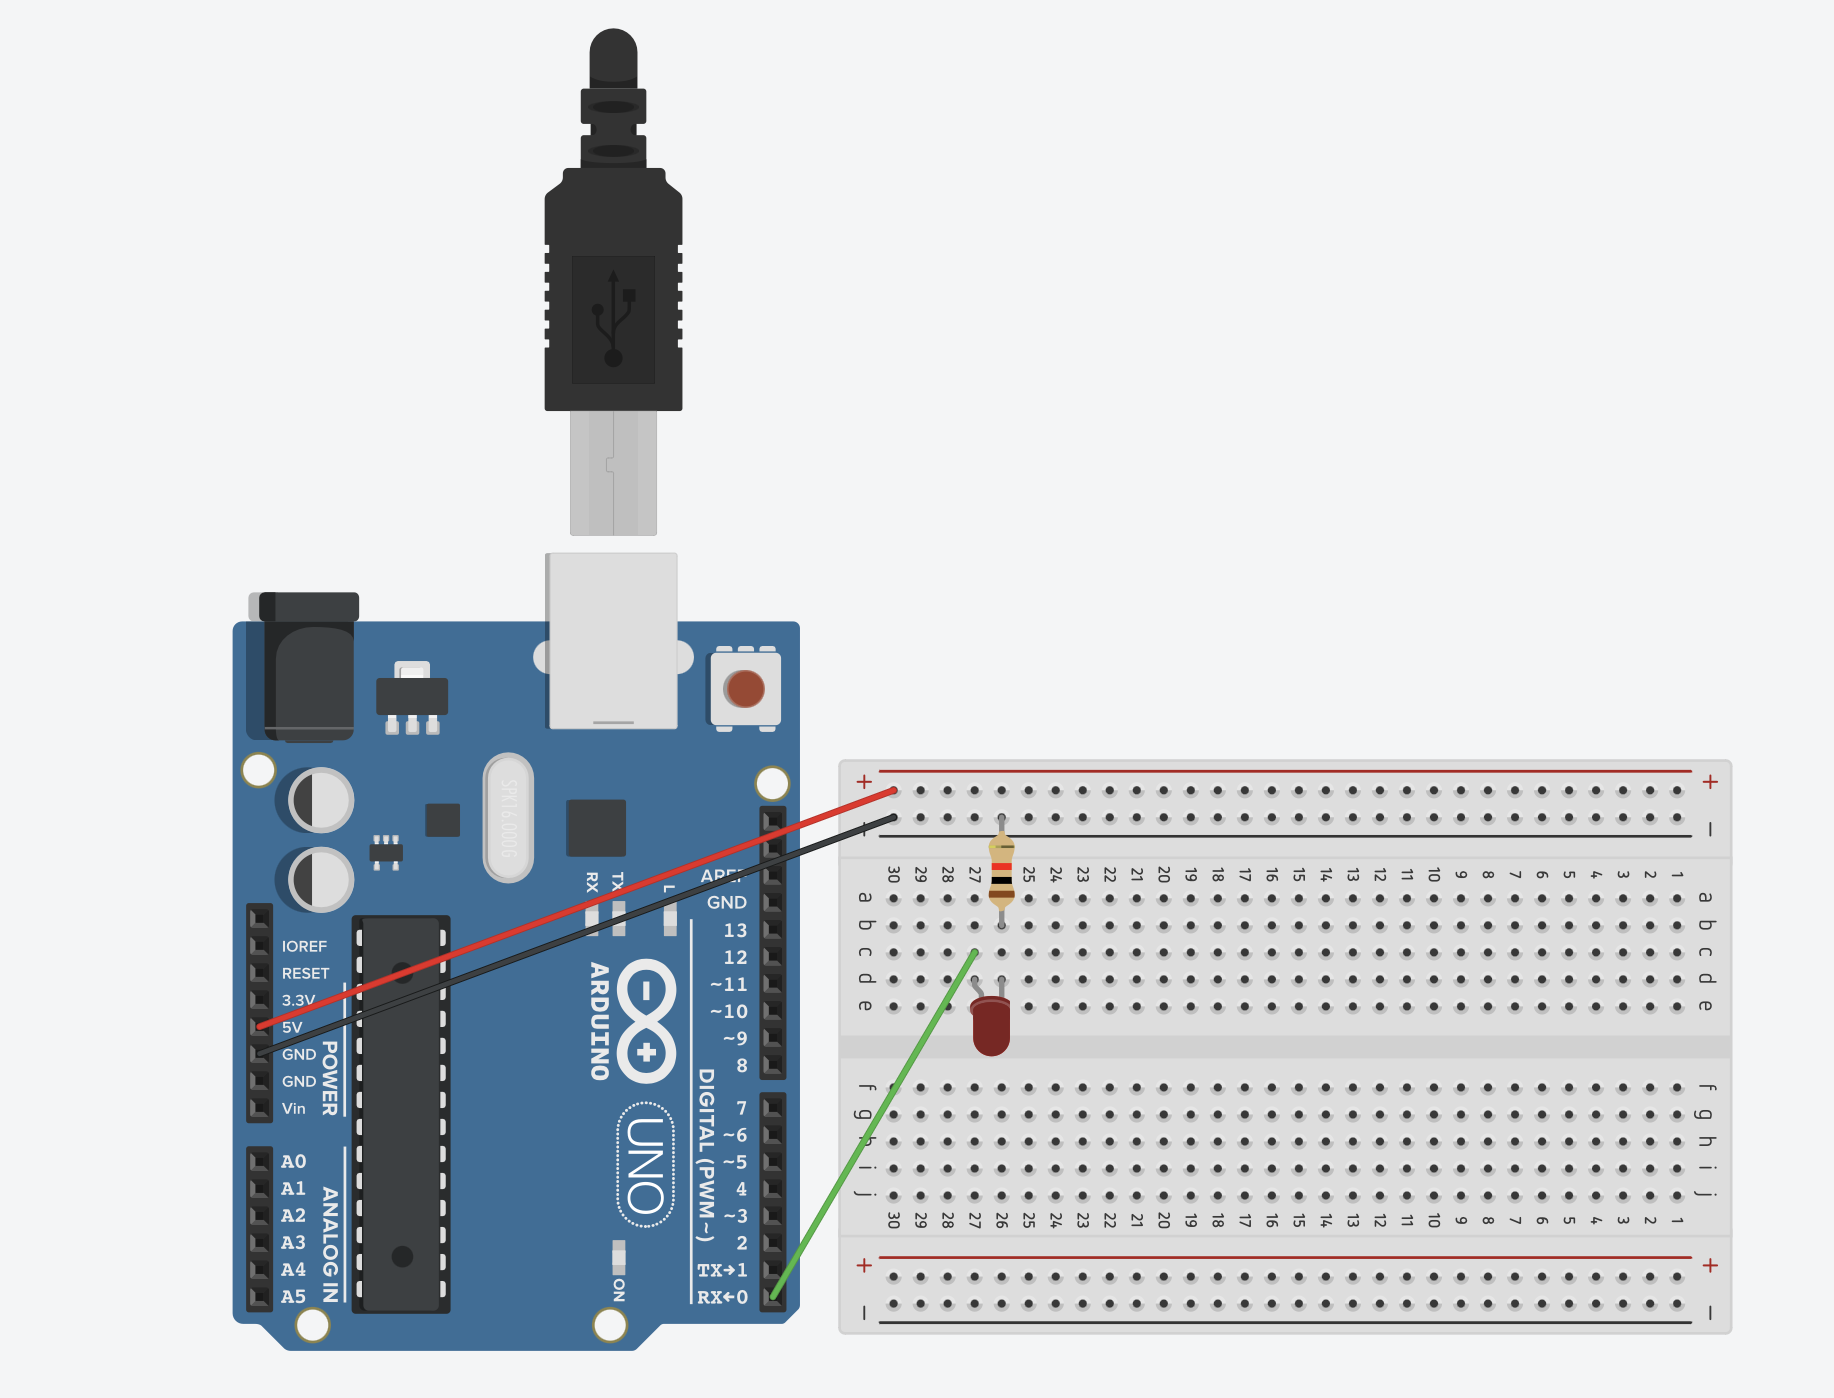 SPKT6.000G
RX
TX
L
AREF
GND
13
12
~11
~10
~9
8
IOREF
RESET
3.3V
5V
GND
GND
Vin
POWER
ARDUINO
UNO
DIGITAL (PWM~)
7
~6
~5
4
~3
2
TX→1
RX←0
A0
A1
A2
A3
A4
A5
ANALOG IN
ON
+ +
- -
30 29 28 27 26 25 24 23 22 21 20 19 18 17 16 15 14 13 12 11 10 9 8 7 6 5 4 3 2 1
a a
b b
c c
d d
e e
f f
g g
h h
i i
j j
30 29 28 27 26 25 24 23 22 21 20 19 18 17 16 15 14 13 12 11 10 9 8 7 6 5 4 3 2 1
+ +
- -